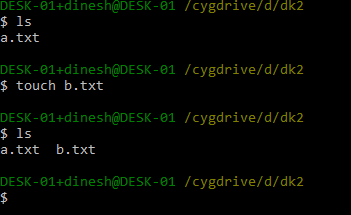 DESK-01+dinesh@DESK-01 /cygdrive/d/dk2
$ ls
a.txt
DESK-01+dinesh@DESK-01 /cygdrive/d/dk2
$ touch b.txt
DESK-01+dinesh@DESK-01 /cygdrive/d/dk2
$ ls
a.txt  b.txt
DESK-01+dinesh@DESK-01 /cygdrive/d/dk2
$